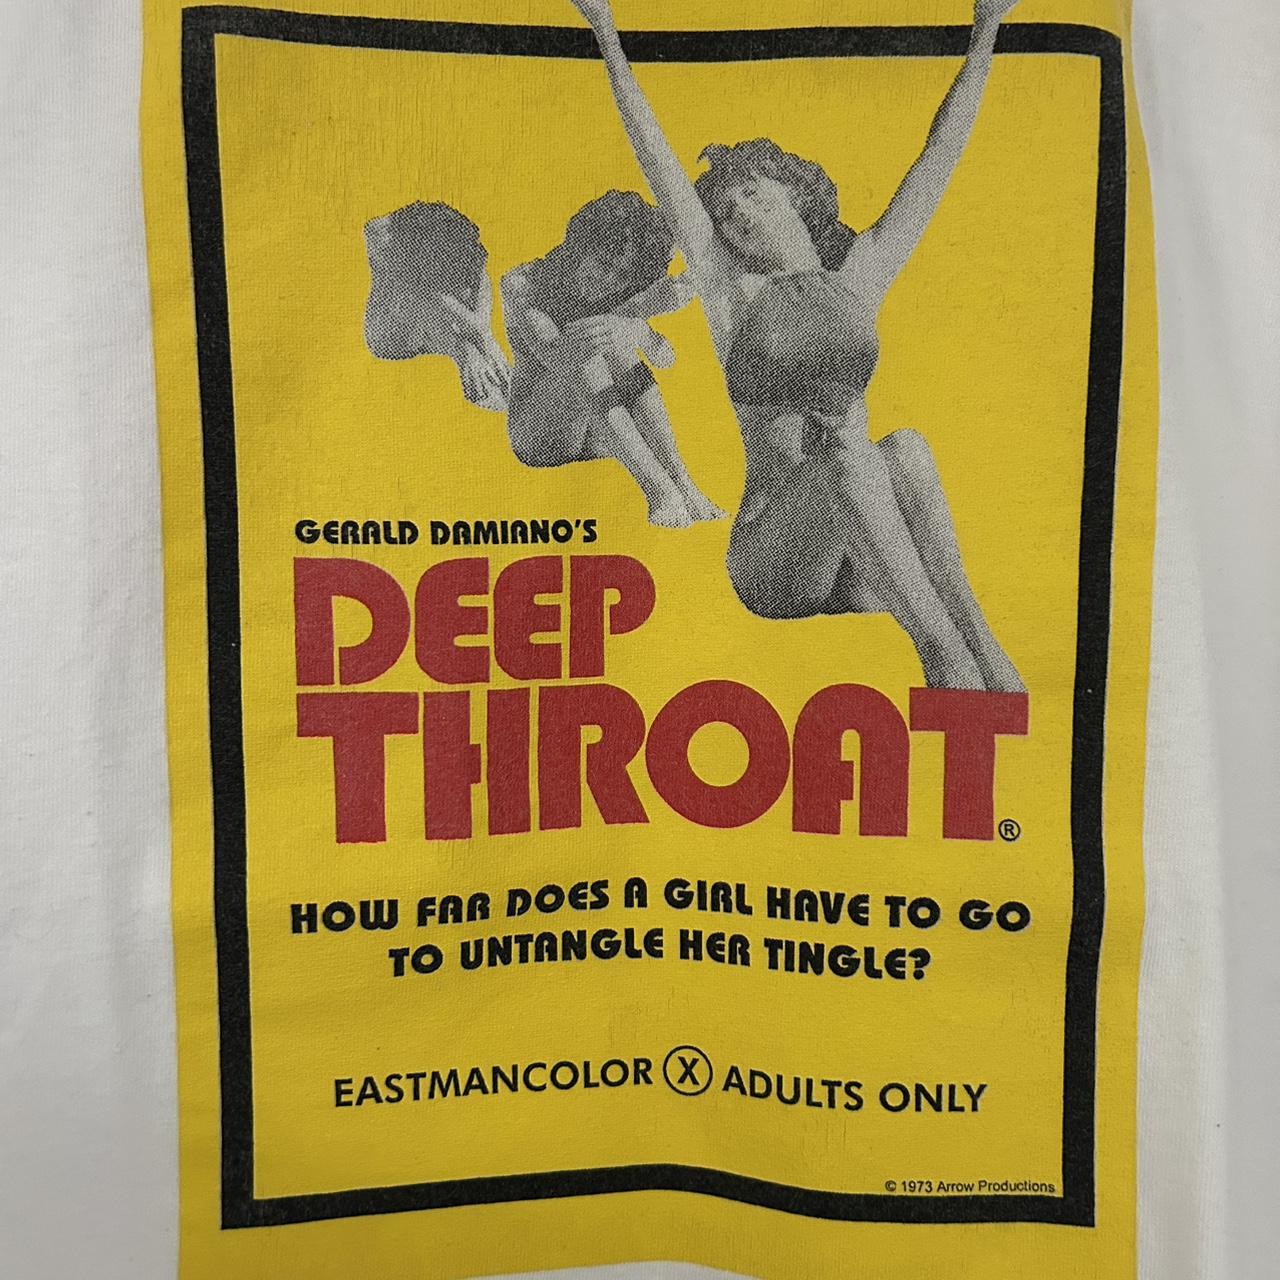 GERALD DAMIANO'S
DEEP
THROAT®
HOW FAR DOES A GIRL HAVE TO GO
TO UNTANGLE HER TINGLE?
EASTMANCOLOR Ⓧ ADULTS ONLY
© 1973 Arrow Productions